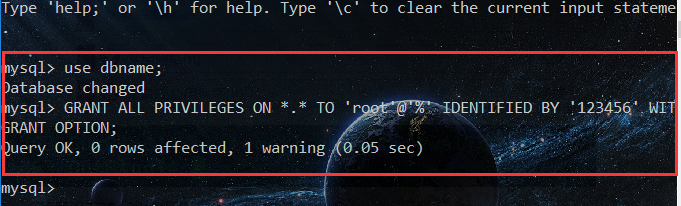 Type 'help;' or '\h' for help. Type '\c' to clear the current input stateme
.
mysql> use dbname;
Database changed
mysql> GRANT ALL PRIVILEGES ON *.* TO 'root'@'%' IDENTIFIED BY '123456' WIT
GRANT OPTION;
Query OK, 0 rows affected, 1 warning (0.05 sec)
mysql>